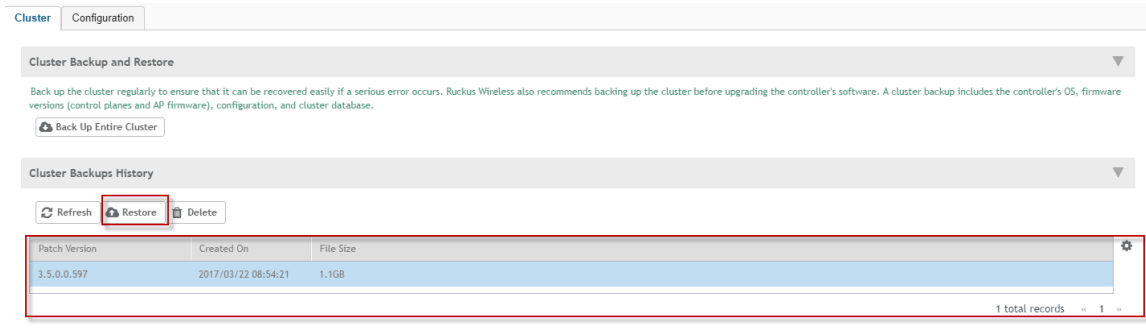 Cluster Configuration
Cluster Backup and Restore
Back up the cluster regularly to ensure that it can be recovered easily if a serious error occurs. Ruckus Wireless also recommends backing up the cluster before upgrading the controller's software. A cluster backup includes the controller's OS, firmware
versions (control planes and AP firmware), configuration, and cluster database.
Back Up Entire Cluster
Cluster Backups History
Refresh Restore Delete
Patch Version Created On File Size
3.5.0.0.597 2017/03/22 08:54:21 1.1GB
1 total records « 1 »